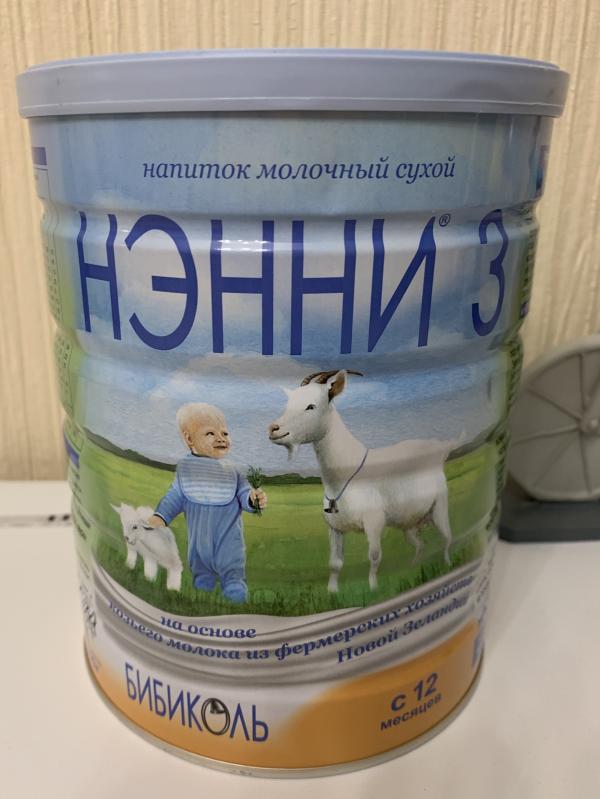 напиток молочный сухой
НЭННИ® 3
на основе
козьего молока из фермерских хозяйств
Новой Зеландии
БИБИКОЛЬ
с 12
месяцев